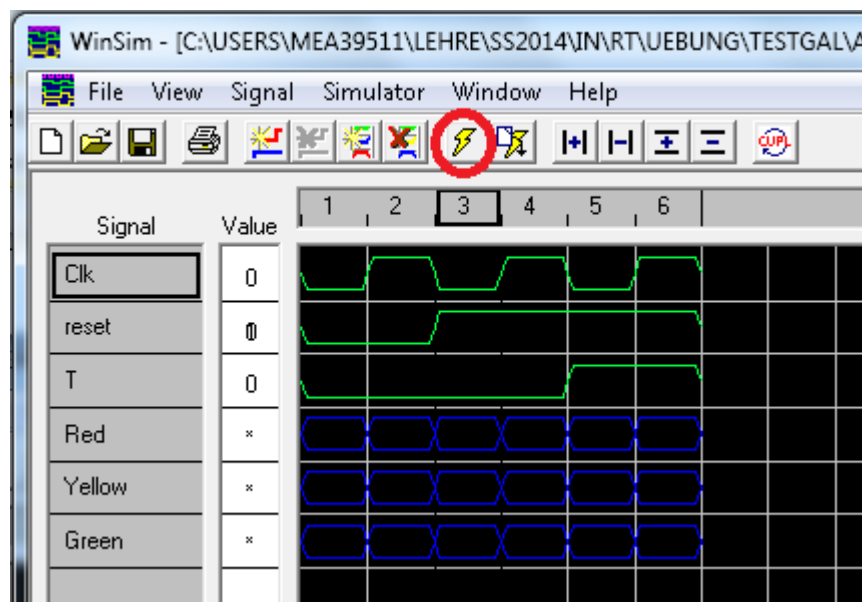 WinSim - [C:\USERS\MEA39511\LEHRE\SS2014\IN\RT\UEBUNG\TESTGAL\A
File View Signal Simulator Window Help
CUPL
1 2 3 4 5 6
Signal Value
Clk 0
reset
T 0
Red *
Yellow *
Green *